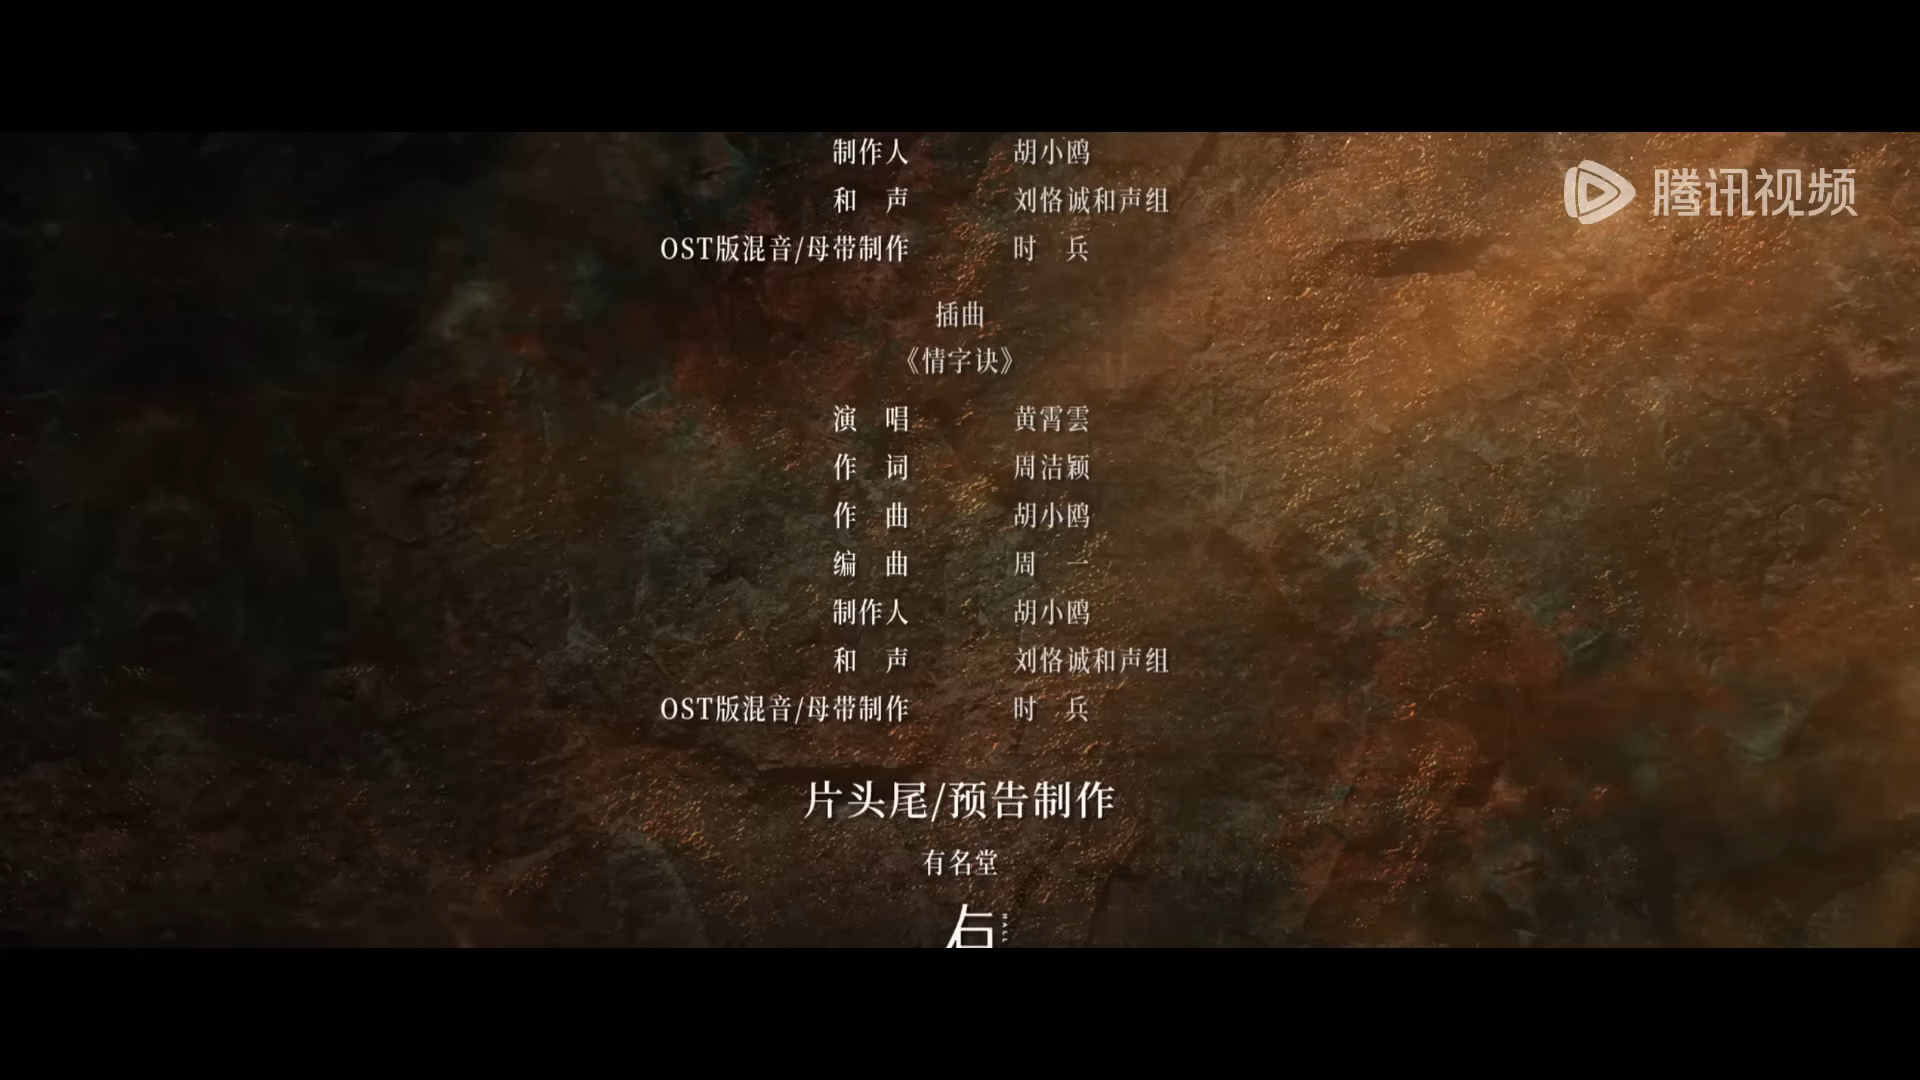 制作人 胡小鸥
腾讯视频
和 声 刘恪诚和声组
OST版混音/母带制作 时 兵
插曲
《情字诀》
演 唱 黄霄雲
作 词 周洁颖
作 曲 胡小鸥
编 曲 周 一
制作人 胡小鸥
和 声 刘恪诚和声组
OST版混音/母带制作 时 兵
片头尾/预告制作
有名堂
HALL